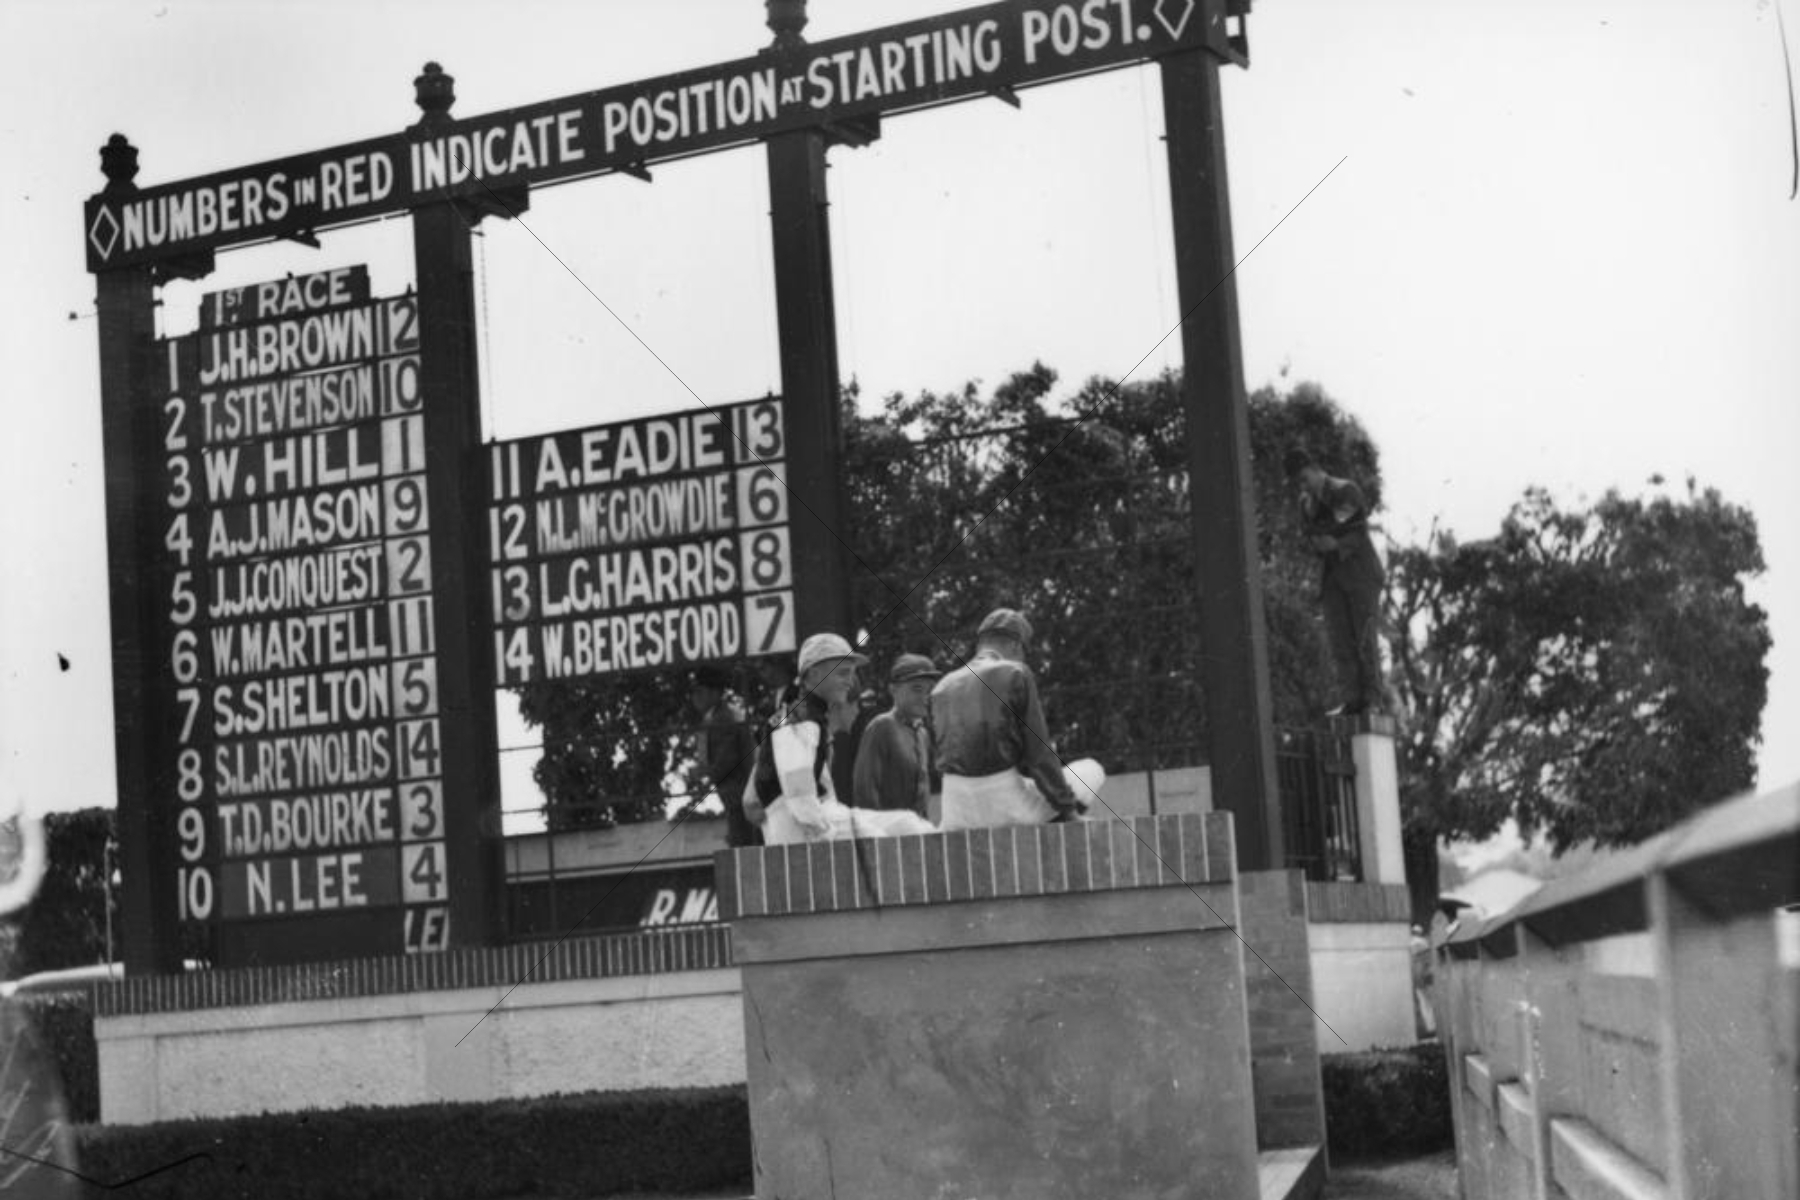 NUMBERS IN RED INDICATE POSITION AT STARTING POST.
1ST RACE
1 J.H.BROWN 12
2 T.STEVENSON 10
3 W.HILL 1
4 A.J.MASON 9
5 J.J.CONQUEST 2
6 W.MARTELL 11
7 S.SHELTON 5
8 S.L.REYNOLDS 14
9 T.D.BOURKE 3
10 N.LEE 4
LE
11 A.EADIE 13
12 N.L.McGROWDIE 6
13 L.G.HARRIS 8
14 W.BERESFORD 7
.R.M